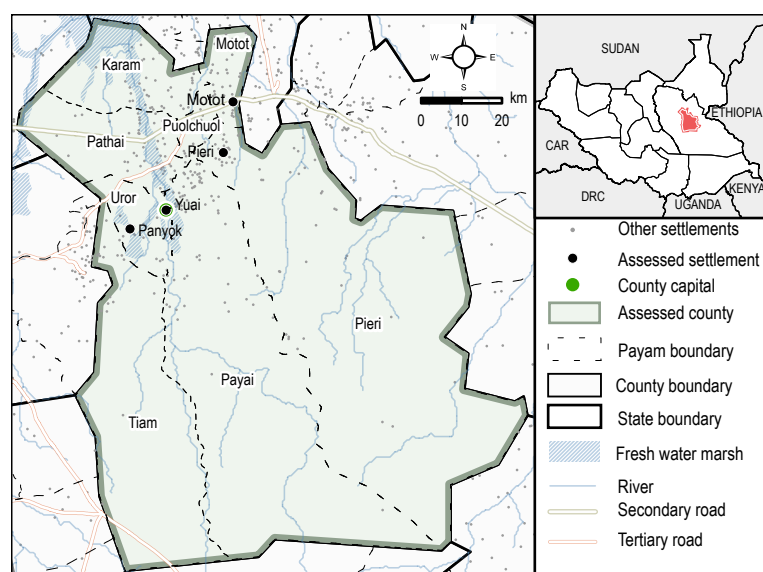 Motot
Karam
N
W
E
S
km
0
10
20
Motot
Puolchuol
Pathai
Pieri
Uror
Yuai
Panyok
Pieri
Payai
Tiam
SUDAN
ETHIOPIA
CAR
DRC
UGANDA
KENYA
Other settlements
Assessed settlement
County capital
Assessed county
Payam boundary
County boundary
State boundary
Fresh water marsh
River
Secondary road
Tertiary road